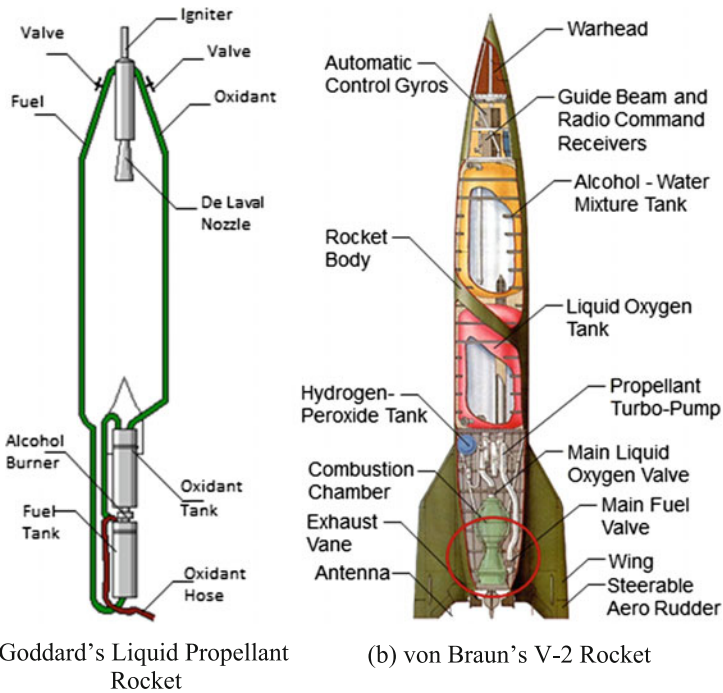 Igniter
Valve
Valve
Fuel
Oxidant
De Laval
Nozzle
Alcohol
Burner
Oxidant
Tank
Fuel
Tank
Oxidant
Hose
Goddard's Liquid Propellant
Rocket
Warhead
Automatic
Control Gyros
Guide Beam and
Radio Command
Receivers
Alcohol - Water
Mixture Tank
Rocket
Body
Liquid Oxygen
Tank
Hydrogen-
Peroxide Tank
Propellant
Turbo-Pump
Combustion
Chamber
Main Liquid
Oxygen Valve
Exhaust
Vane
Main Fuel
Valve
Antenna
Wing
Steerable
Aero Rudder
(b) von Braun's V-2 Rocket